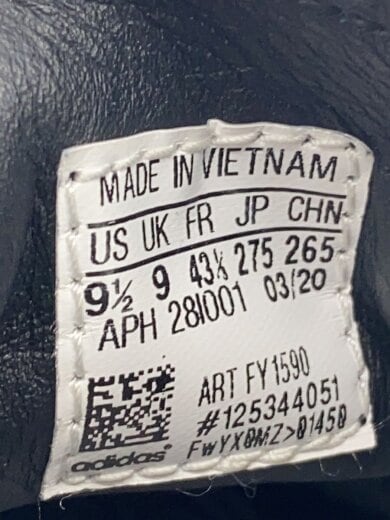 MADE IN VIETNAM
US UK FR JP CHN
9½ 9 43⅓ 275 265
APH 28I001 03/20
ART FY1590
#125344051
FwYX0MZ>01450
adidas